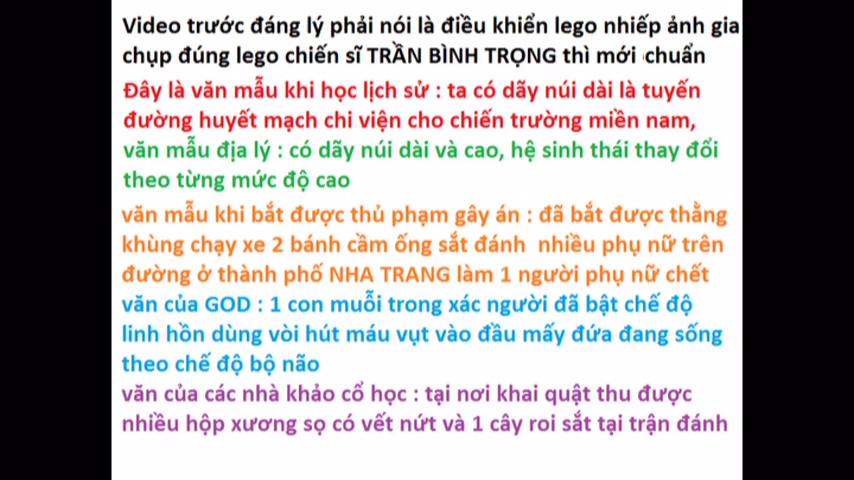 Video trước đáng lý phải nói là điều khiển lego nhiếp ảnh gia
chụp đúng lego chiến sĩ TRẦN BÌNH TRỌNG thì mới chuẩn
Đây là văn mẫu khi học lịch sử : ta có dãy núi dài là tuyến
đường huyết mạch chi viện cho chiến trường miền nam,
văn mẫu địa lý : có dãy núi dài và cao, hệ sinh thái thay đổi
theo từng mức độ cao
văn mẫu khi bắt được thủ phạm gây án : đã bắt được thằng
khùng chạy xe 2 bánh cầm ống sắt đánh nhiều phụ nữ trên
đường ở thành phố NHA TRANG làm 1 người phụ nữ chết
văn của GOD : 1 con muỗi trong xác người đã bật chế độ
linh hồn dùng vòi hút máu vụt vào đầu mấy đứa đang sống
theo chế độ bộ não
văn của các nhà khảo cổ học : tại nơi khai quật thu được
nhiều hộp xương sọ có vết nứt và 1 cây roi sắt tại trận đánh